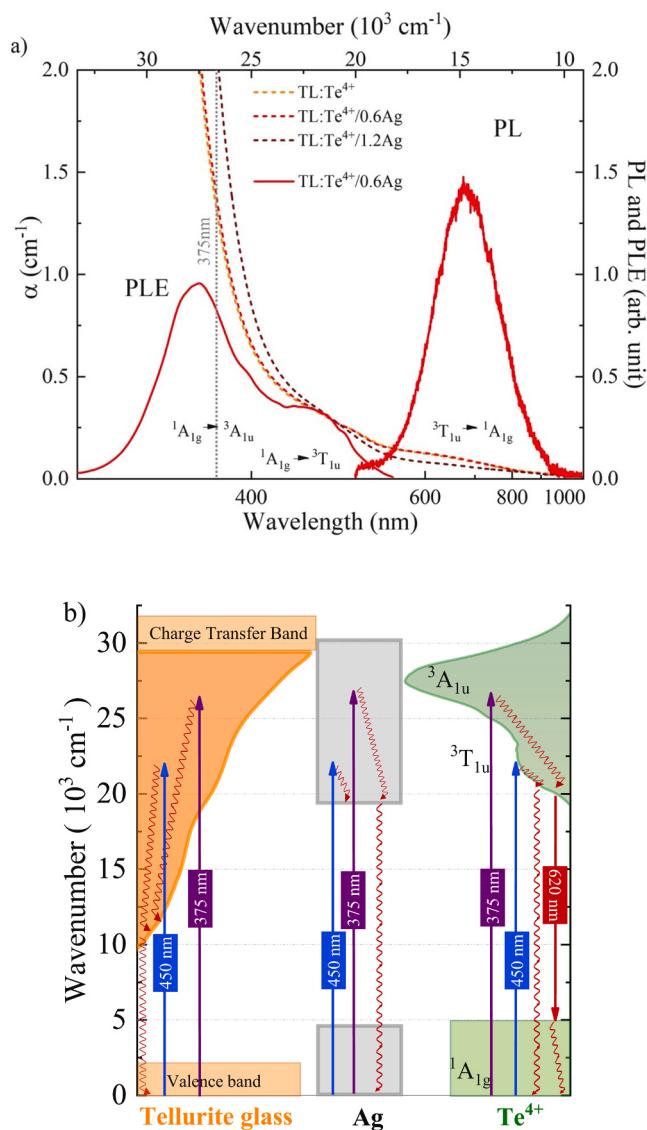 Wavenumber (10³ cm⁻¹)
a)
30 25 20 15 10
2.0 2.0
TL:Te⁴⁺
TL:Te⁴⁺/0.6Ag
TL:Te⁴⁺/1.2Ag
TL:Te⁴⁺/0.6Ag
PL
1.5 1.5
375nm
α (cm⁻¹)
PL and PLE (arb. unit)
1.0 1.0
PLE
0.5 0.5
¹A₁g → ³A₁u
¹A₁g → ³T₁u
³T₁u → ¹A₁g
0.0 0.0
400 600 800 1000
Wavelength (nm)
b)
Wavenumber ( 10³ cm⁻¹)
30
25
20
15
10
5
0
Charge Transfer Band
³A₁u
³T₁u
450 nm
375 nm
450 nm
375 nm
375 nm
450 nm
620 nm
¹A₁g
Valence band
Tellurite glass Ag Te⁴⁺